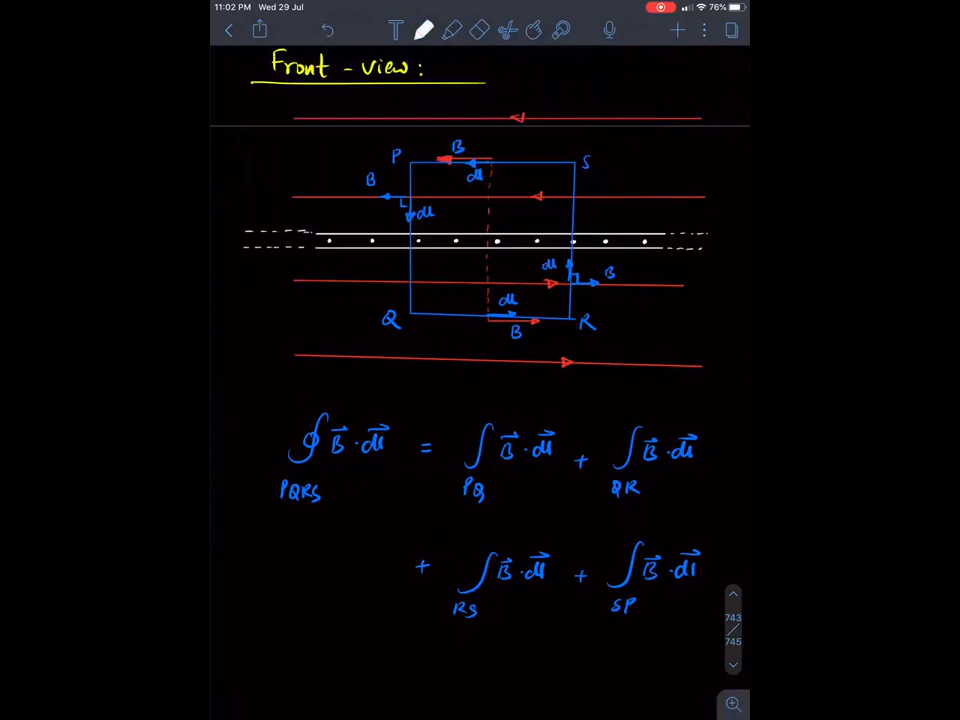 11:02 PM Wed 29 Jul 76%
T
Front - view:
B
P S
dl
B
dl
dl B
dl
Q R
B
∮ B⃗ · dl⃗ = ∫ B⃗ · dl⃗ + ∫ B⃗ · dl⃗
PQRS PQ QR
+ ∫ B⃗ · dl⃗ + ∫ B⃗ · dl⃗
RS SP
743
/
745